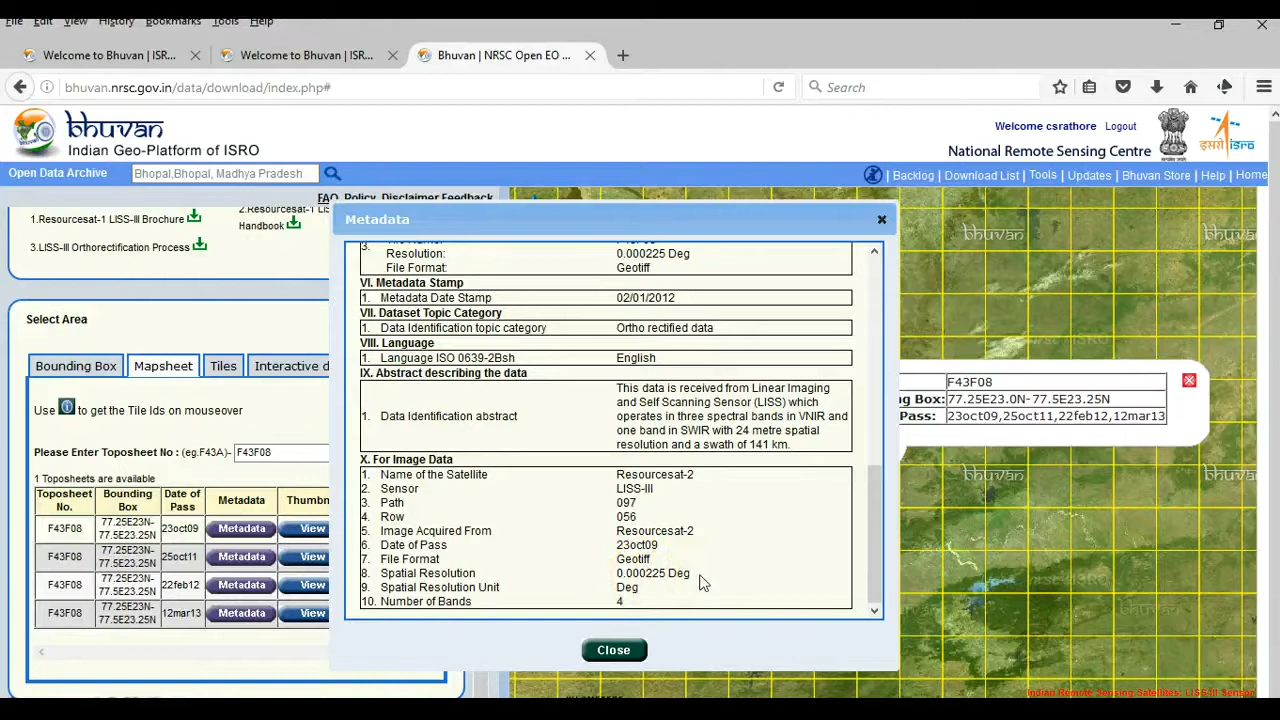 File Edit View History Bookmarks Tools Help
Welcome to Bhuvan | ISR... Welcome to Bhuvan | ISR... Bhuvan | NRSC Open EO ...
bhuvan.nrsc.gov.in/data/download/index.php# Search
bhuvan
Indian Geo-Platform of ISRO
Welcome csrathore Logout
National Remote Sensing Centre
इसरो isro
Open Data Archive Bhopal,Bhopal, Madhya Pradesh | Backlog | Download List | Tools | Updates | Bhuvan Store | Help | Home
FAQ Policy Disclaimer Feedback
1.Resourcesat-1 LISS-III Brochure
2.Resourcesat-1 LIS
Handbook
3.LISS-III Orthorectification Process
Select Area
Bounding Box Mapsheet Tiles Interactive d
Use to get the Tile Ids on mouseover
Please Enter Toposheet No : (eg.F43A)- F43F08
1 Toposheets are available
Toposheet No. Bounding Box Date of Pass Metadata Thumbn
F43F08 77.25E23N-77.5E23.25N 23oct09 Metadata View
F43F08 77.25E23N-77.5E23.25N 25oct11 Metadata View
F43F08 77.25E23N-77.5E23.25N 22feb12 Metadata View
F43F08 77.25E23N-77.5E23.25N 12mar13 Metadata View
Metadata
3.
Resolution: 0.000225 Deg
File Format: Geotiff
VI. Metadata Stamp
1. Metadata Date Stamp 02/01/2012
VII. Dataset Topic Category
1. Data Identification topic category Ortho rectified data
VIII. Language
1. Language ISO 0639-2Bsh English
IX. Abstract describing the data
1. Data Identification abstract
This data is received from Linear Imaging
and Self Scanning Sensor (LISS) which
operates in three spectral bands in VNIR and
one band in SWIR with 24 metre spatial
resolution and a swath of 141 km.
X. For Image Data
1. Name of the Satellite Resourcesat-2
2. Sensor LISS-III
3. Path 097
4. Row 056
5. Image Acquired From Resourcesat-2
6. Date of Pass 23oct09
7. File Format Geotiff
8. Spatial Resolution 0.000225 Deg
9. Spatial Resolution Unit Deg
10. Number of Bands 4
Close
F43F08
ng Box: 77.25E23.0N-77.5E23.25N
Pass: 23oct09,25oct11,22feb12,12mar13
bhuvan bhuvan
bhuvan bhuvan
Indian Remote Sensing Satellites: LISS-III Sensor